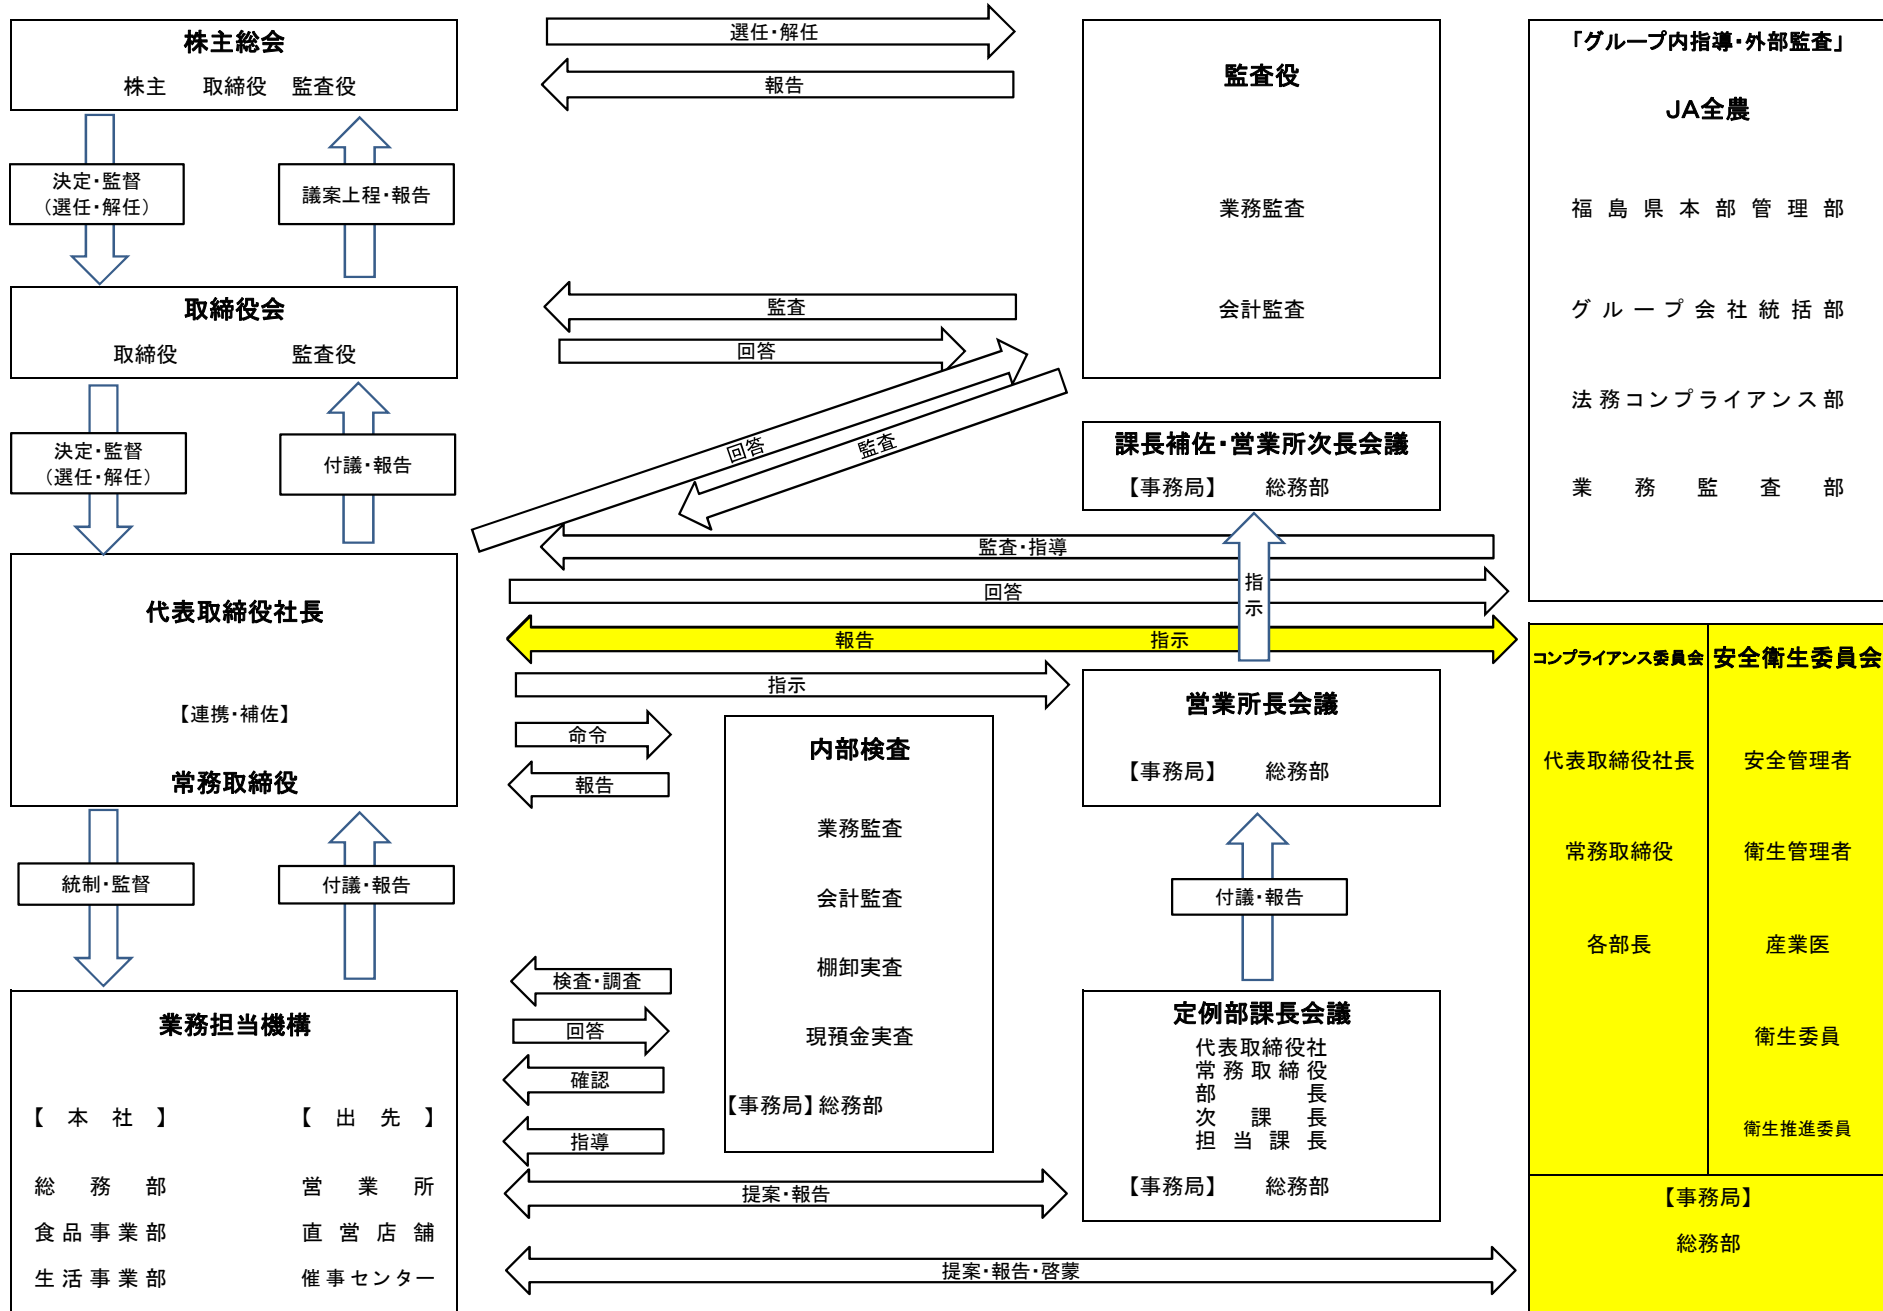 株主総会
株主 取締役 監査役
決定・監督
（選任・解任）
議案上程・報告
取締役会
取締役 監査役
決定・監督
（選任・解任）
付議・報告
代表取締役社長
【連携・補佐】
常務取締役
統制・監督
付議・報告
業務担当機構
【本社】 【出先】
総務部 営業所
食品事業部 直営店舗
生活事業部 催事センター
選任・解任
報告
監査
回答
回答
監査
監査・指導
回答
報告 指示
指示
命令
報告
検査・調査
回答
確認
指導
提案・報告
提案・報告・啓蒙
内部検査
業務監査
会計監査
棚卸実査
現預金実査
【事務局】総務部
監査役
業務監査
会計監査
課長補佐・営業所次長会議
【事務局】 総務部
指
示
営業所長会議
【事務局】 総務部
付議・報告
定例部課長会議
代表取締役社
常務取締役
部長
次課長
担当課長
【事務局】 総務部
「グループ内指導・外部監査」
JA全農
福島県本部管理部
グループ会社統括部
法務コンプライアンス部
業務監査部
コンプライアンス委員会
代表取締役社長
常務取締役
各部長
安全衛生委員会
安全管理者
衛生管理者
産業医
衛生委員
衛生推進委員
【事務局】
総務部